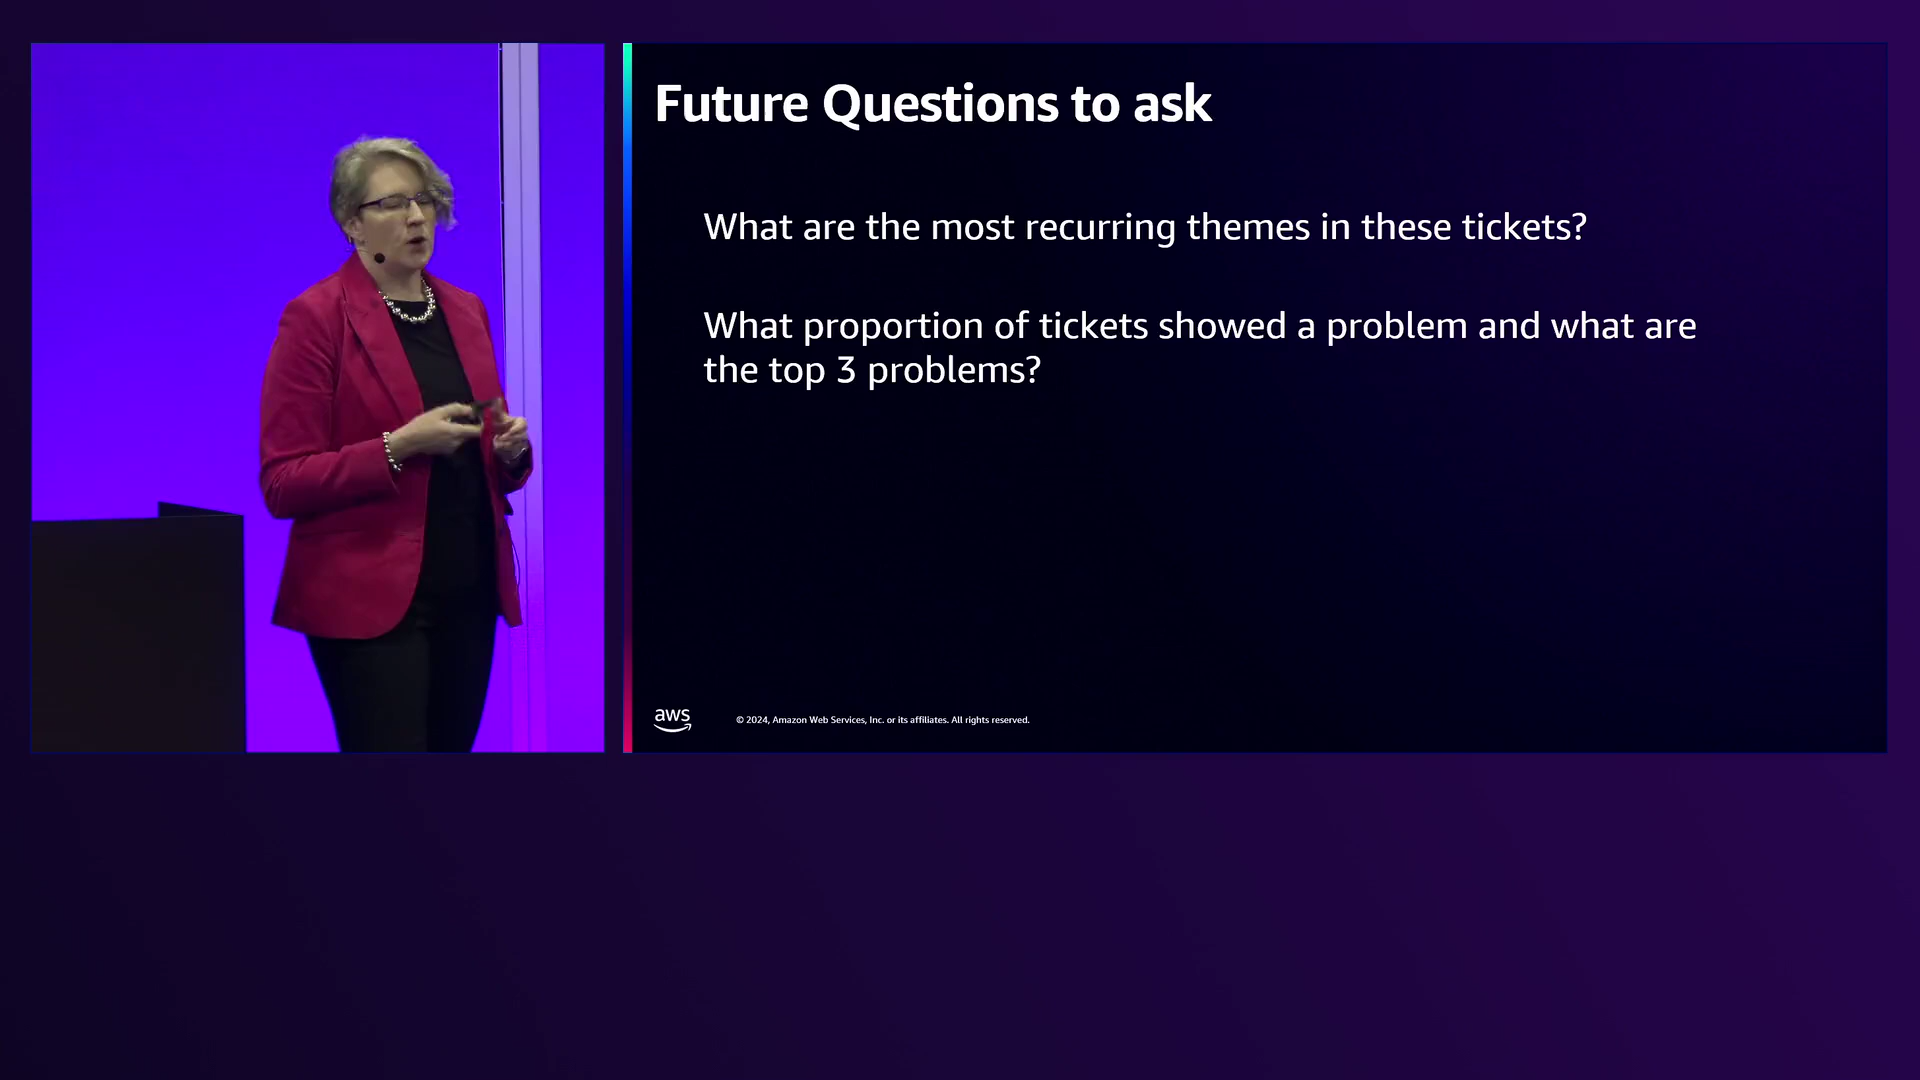 Future Questions to ask
What are the most recurring themes in these tickets?
What proportion of tickets showed a problem and what are
the top 3 problems?
aws
© 2024, Amazon Web Services, Inc. or its affiliates. All rights reserved.